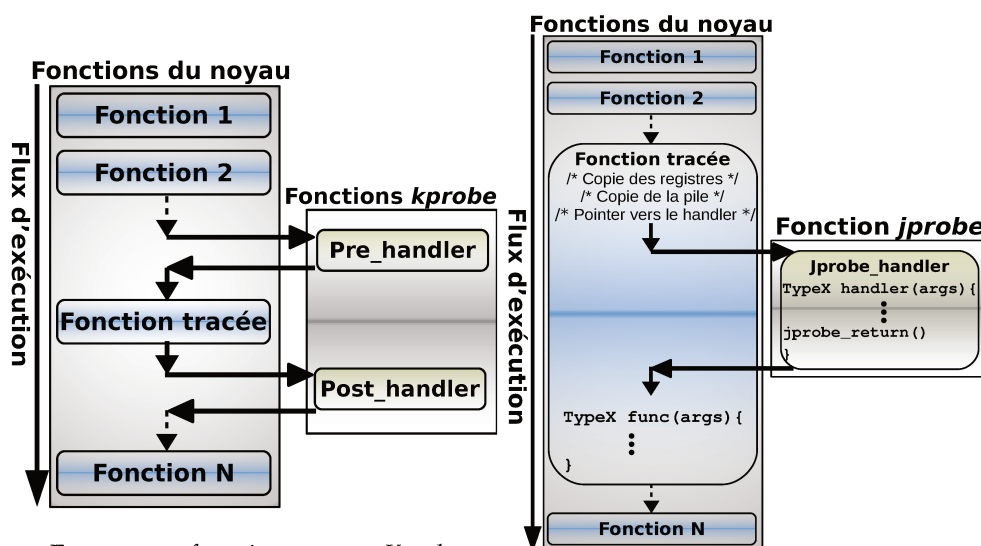 Fonctions du noyau
Fonction 1
Fonction 2
Flux d'exécution
Fonctions kprobe
Pre_handler
Fonction tracée
Post_handler
Fonction N
Fonctions du noyau
Fonction 1
Fonction 2
Fonction tracée
/* Copie des registres */
/* Copie de la pile */
/* Pointer vers le handler */
Flux d'exécution
Fonction jprobe
Jprobe_handler
TypeX handler(args){
jprobe_return()
}
TypeX func(args){
}
Fonction N